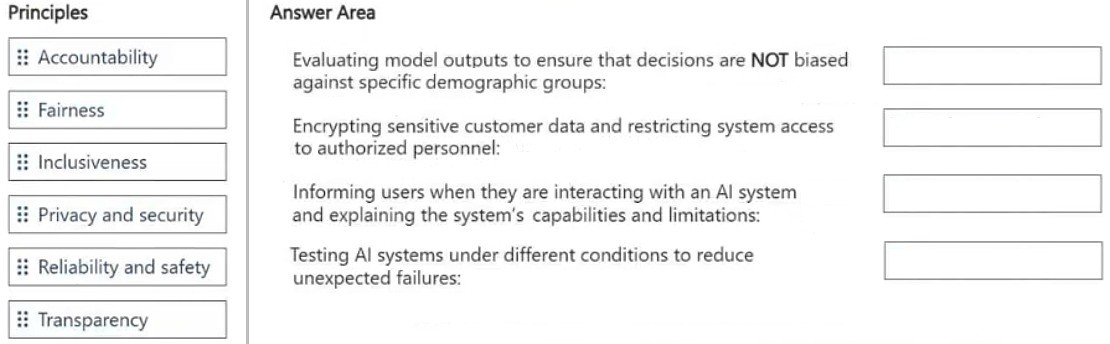 Principles
Accountability
Fairness
Inclusiveness
Privacy and security
Reliability and safety
Transparency
Answer Area
Evaluating model outputs to ensure that decisions are NOT biased
against specific demographic groups:
Encrypting sensitive customer data and restricting system access
to authorized personnel:
Informing users when they are interacting with an AI system
and explaining the system's capabilities and limitations:
Testing AI systems under different conditions to reduce
unexpected failures: